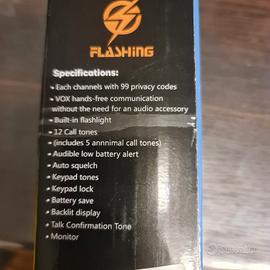 FLASHING
Specifications:
Each channels with 99 privacy codes
VOX hands-free communication
without the need for an audio accessory
Built-in flashlight
12 Call tones
(includes 5 annnimal call tones)
Audible low battery alert
Auto squelch
Keypad tones
Keypad lock
Battery save
Backlit display
Talk Confirmation Tone
Monitor